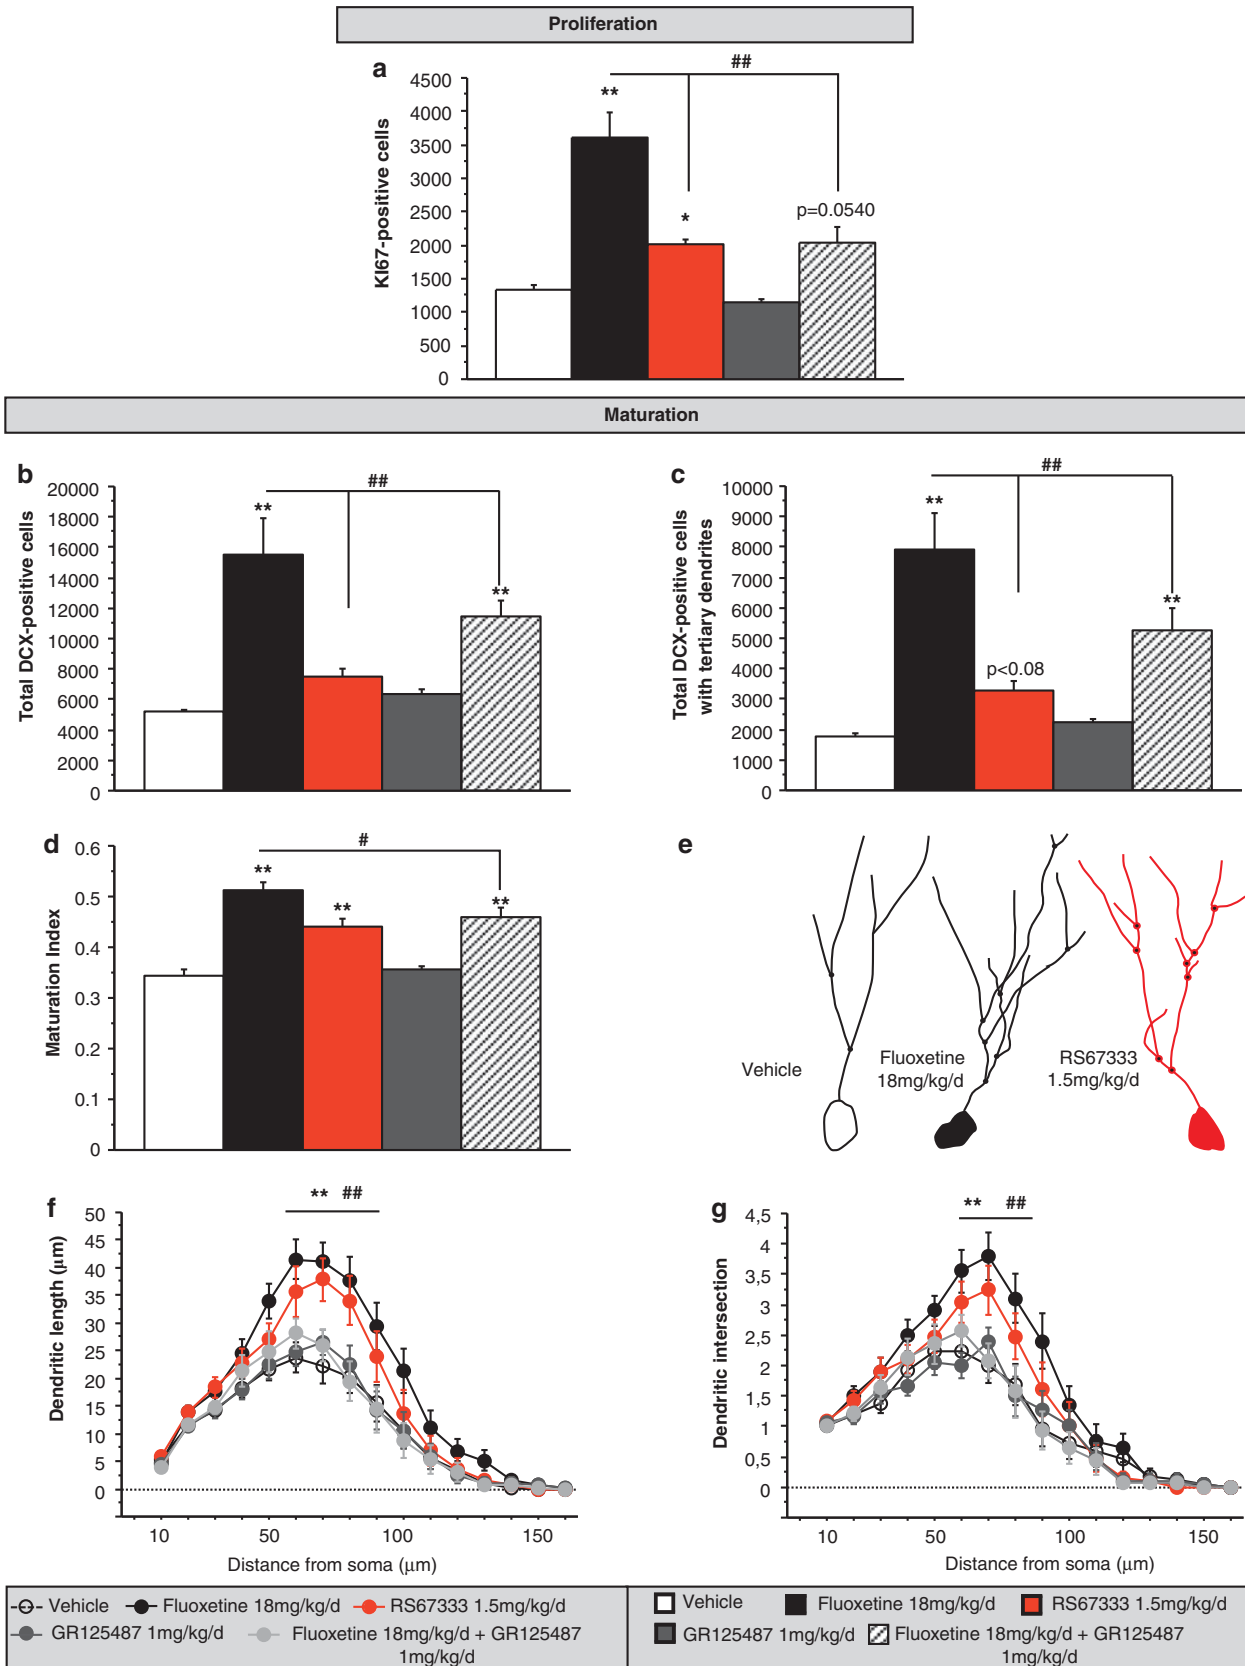 Proliferation
a
##
4500
4000
3500
3000
2500
2000
1500
1000
500
0
KI67-positive cells
**
*
p=0.0540
Maturation
b
##
20000
18000
16000
14000
12000
10000
8000
6000
4000
2000
0
Total DCX-positive cells
**
**
c
##
10000
9000
8000
7000
6000
5000
4000
3000
2000
1000
0
Total DCX-positive cells
with tertiary dendrites
**
p<0.08
**
d
#
0.6
0.5
0.4
0.3
0.2
0.1
0
Maturation Index
**
**
**
e
Vehicle
Fluoxetine
18mg/kg/d
RS67333
1.5mg/kg/d
f
** ##
50
45
40
35
30
25
20
15
10
5
0
Dendritic length (µm)
10 50 100 150
Distance from soma (µm)
g
** ##
4,5
4
3,5
3
2,5
2
1,5
1
0,5
0
Dendritic intersection
10 50 100 150
Distance from soma (µm)
Vehicle Fluoxetine 18mg/kg/d RS67333 1.5mg/kg/d
GR125487 1mg/kg/d Fluoxetine 18mg/kg/d + GR125487
1mg/kg/d
Vehicle Fluoxetine 18mg/kg/d RS67333 1.5mg/kg/d
GR125487 1mg/kg/d Fluoxetine 18mg/kg/d + GR125487
1mg/kg/d